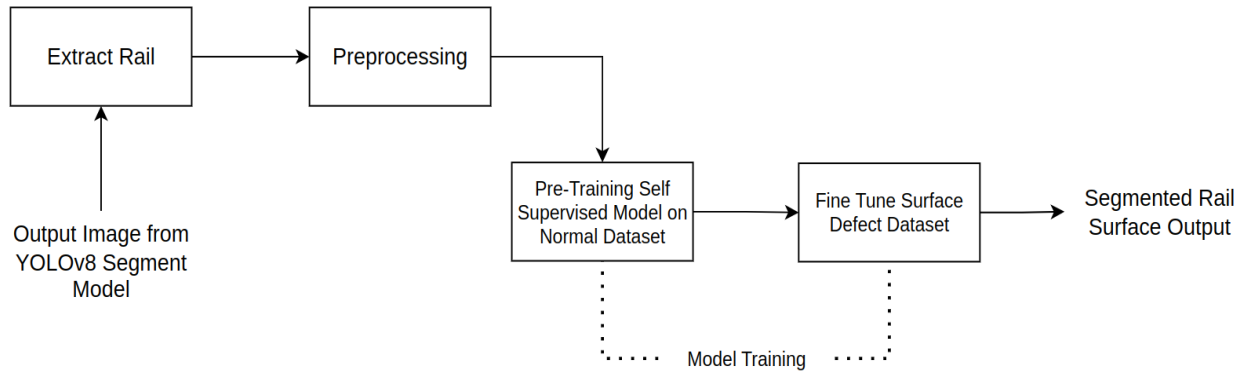 Extract Rail
Preprocessing
Output Image from
YOLOv8 Segment
Model
Pre-Training Self
Supervised Model on
Normal Dataset
Fine Tune Surface
Defect Dataset
Segmented Rail
Surface Output
Model Training